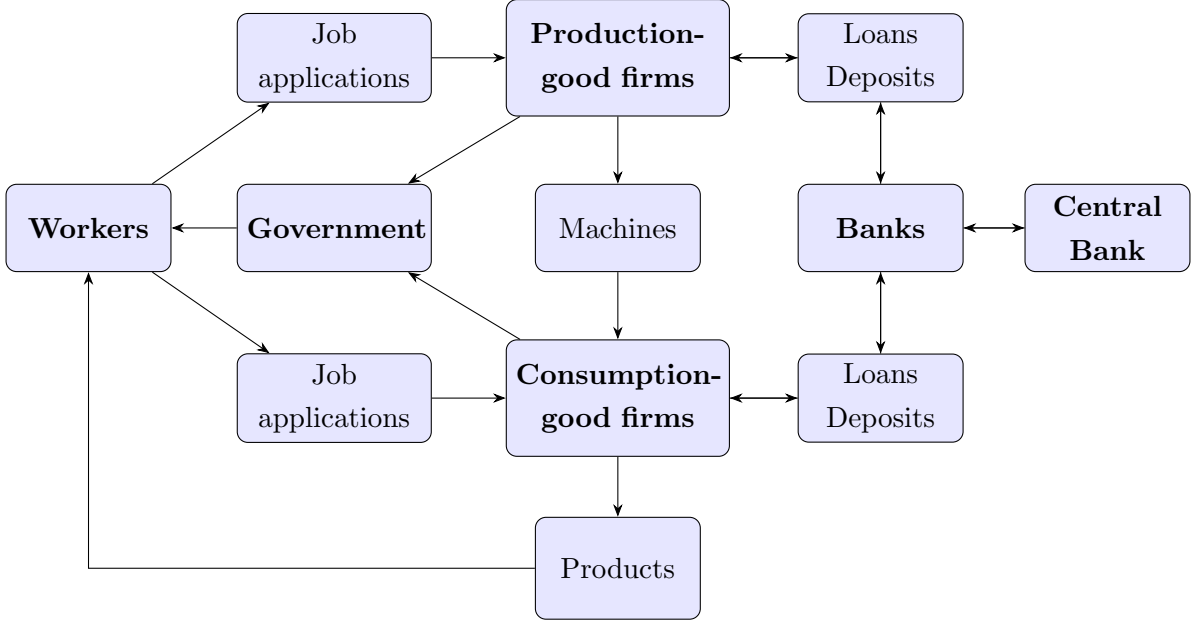 Job
applications
Production-
good firms
Loans
Deposits
Workers
Government
Machines
Banks
Central
Bank
Job
applications
Consumption-
good firms
Loans
Deposits
Products